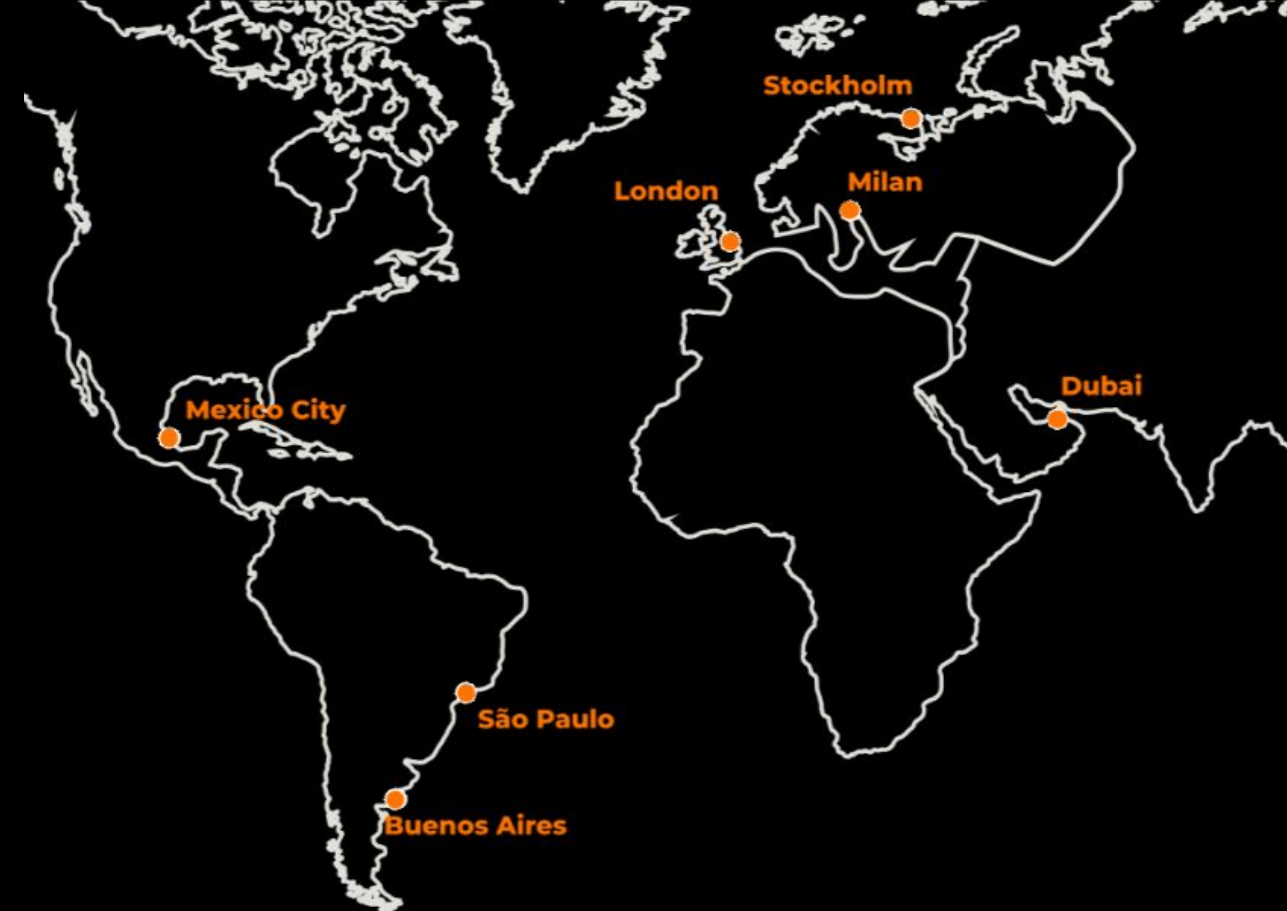 Stockholm
Milan
London
Dubai
Mexico City
São Paulo
Buenos Aires